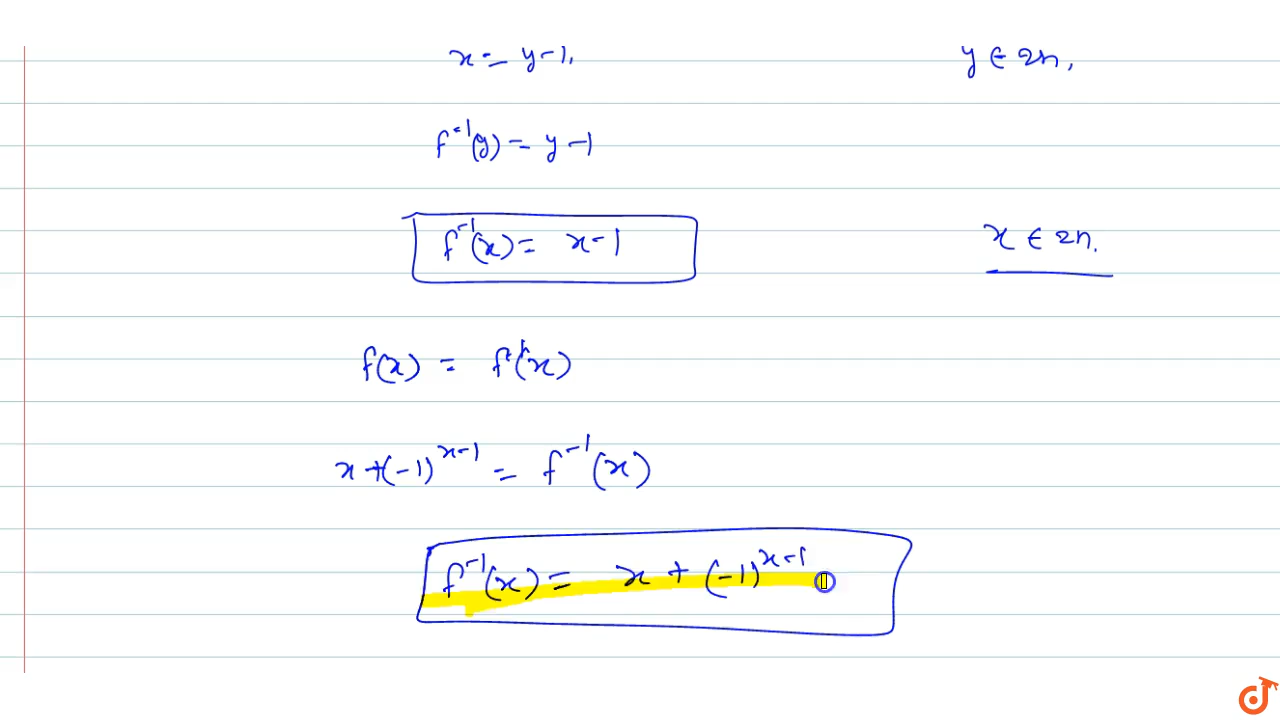 x = y - 1,    y ∈ 2n,
f⁻¹(y) = y - 1
f⁻¹(x) = x - 1    x ∈ 2n.
f(x) = f⁻¹(x)
x + (-1)^(x-1) = f⁻¹(x)
f⁻¹(x) = x + (-1)^(x-1)